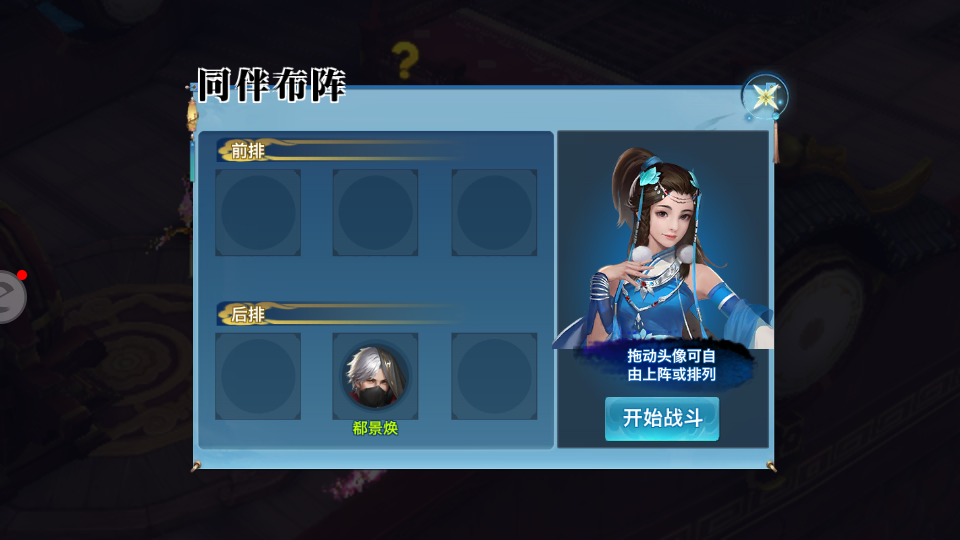 同伴布阵
前排
后排
郗景焕
拖动头像可自
由上阵或排列
开始战斗